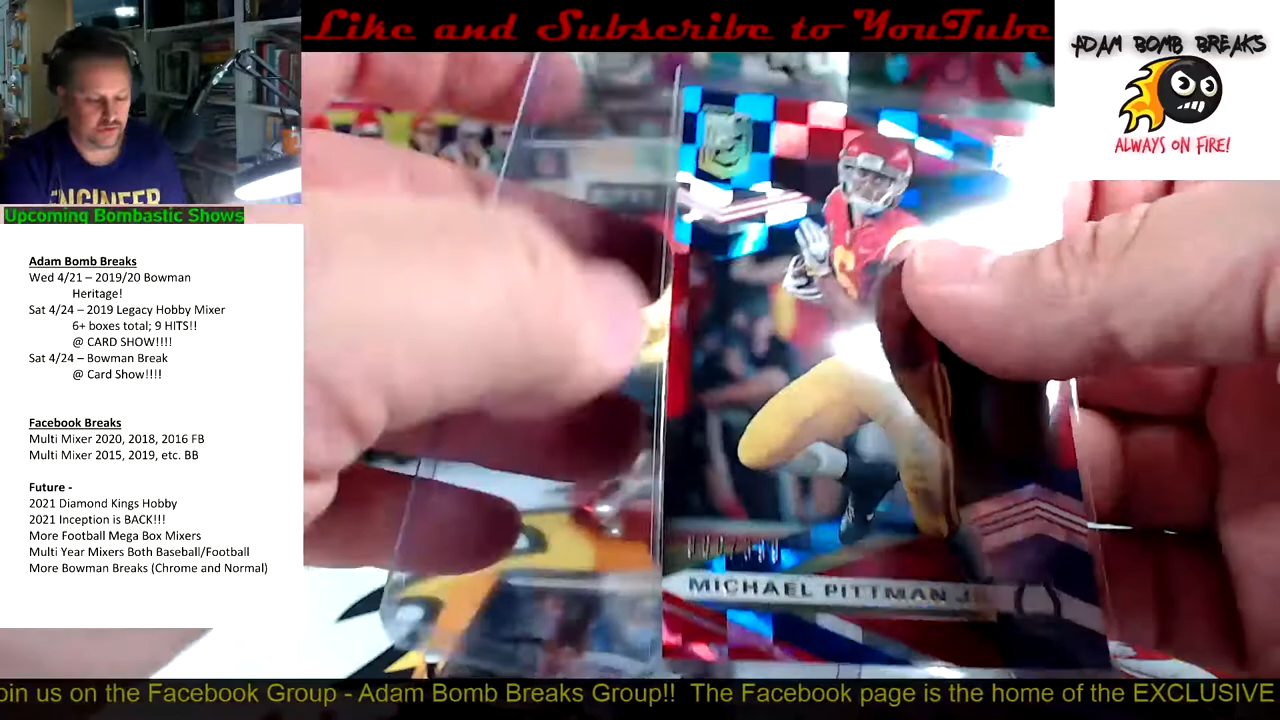 Like and Subscribe to YouTube
ADAM BOMB BREAKS
ALWAYS ON FIRE!
ENGINEER
Upcoming Bombastic Shows
Adam Bomb Breaks
Wed 4/21 – 2019/20 Bowman
Heritage!
Sat 4/24 – 2019 Legacy Hobby Mixer
6+ boxes total; 9 HITS!!
@ CARD SHOW!!!!
Sat 4/24 – Bowman Break
@ Card Show!!!!
Facebook Breaks
Multi Mixer 2020, 2018, 2016 FB
Multi Mixer 2015, 2019, etc. BB
Future -
2021 Diamond Kings Hobby
2021 Inception is BACK!!!
More Football Mega Box Mixers
Multi Year Mixers Both Baseball/Football
More Bowman Breaks (Chrome and Normal)
MICHAEL PITTMAN J
oin us on the Facebook Group - Adam Bomb Breaks Group!! The Facebook page is the home of the EXCLUSIVE